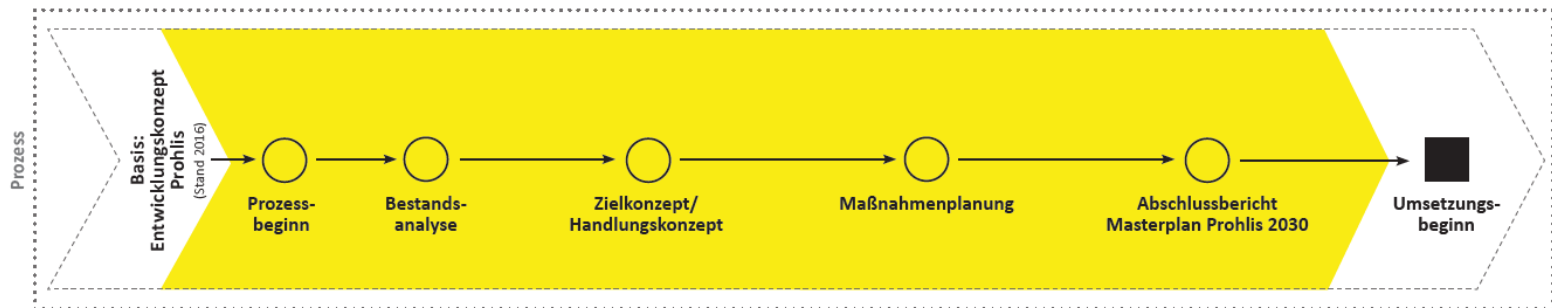 Prozess
Basis:
Entwicklungskonzept
Prohlis
(Stand 2016)
Prozess-
beginn
Bestands-
analyse
Zielkonzept/
Handlungskonzept
Maßnahmenplanung
Abschlussbericht
Masterplan Prohlis 2030
Umsetzungs-
beginn